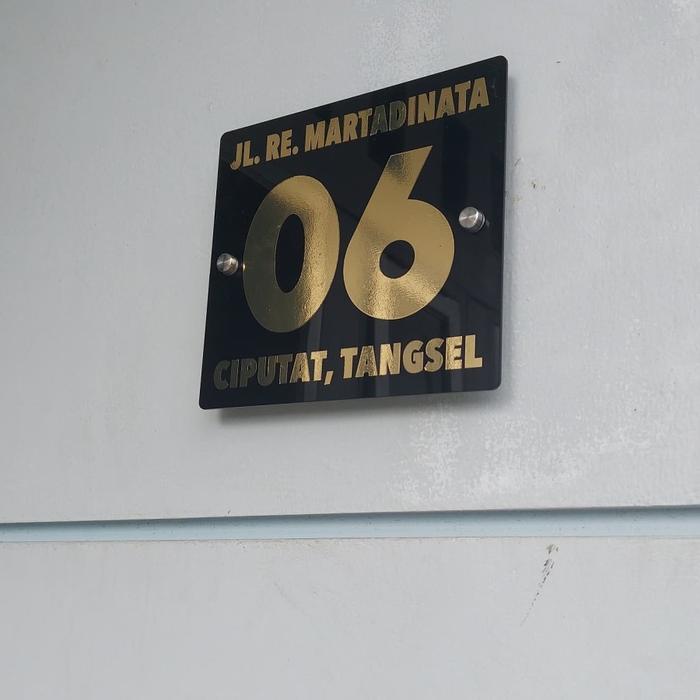 JL. RE. MARTADINATA
06
CIPUTAT, TANGSEL